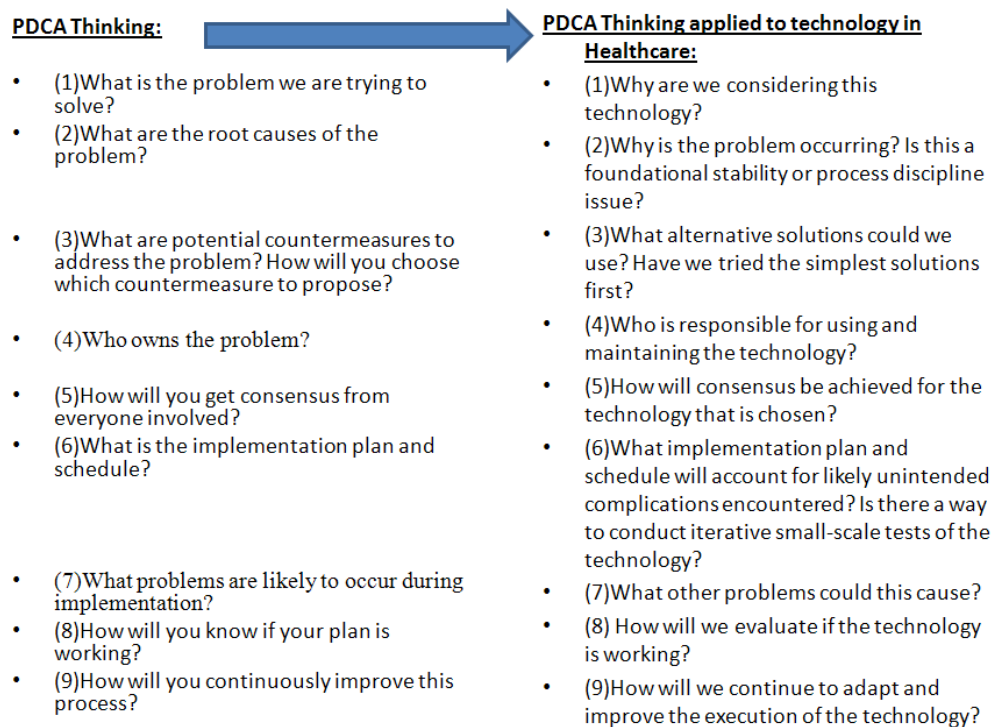 PDCA Thinking:
• (1)What is the problem we are trying to
solve?
• (2)What are the root causes of the
problem?
• (3)What are potential countermeasures to
address the problem? How will you choose
which countermeasure to propose?
• (4)Who owns the problem?
• (5)How will you get consensus from
everyone involved?
• (6)What is the implementation plan and
schedule?
• (7)What problems are likely to occur during
implementation?
• (8)How will you know if your plan is
working?
• (9)How will you continuously improve this
process?
PDCA Thinking applied to technology in
Healthcare:
• (1)Why are we considering this
technology?
• (2)Why is the problem occurring? Is this a
foundational stability or process discipline
issue?
• (3)What alternative solutions could we
use? Have we tried the simplest solutions
first?
• (4)Who is responsible for using and
maintaining the technology?
• (5)How will consensus be achieved for the
technology that is chosen?
• (6)What implementation plan and
schedule will account for likely unintended
complications encountered? Is there a way
to conduct iterative small-scale tests of the
technology?
• (7)What other problems could this cause?
• (8) How will we evaluate if the technology
is working?
• (9)How will we continue to adapt and
improve the execution of the technology?